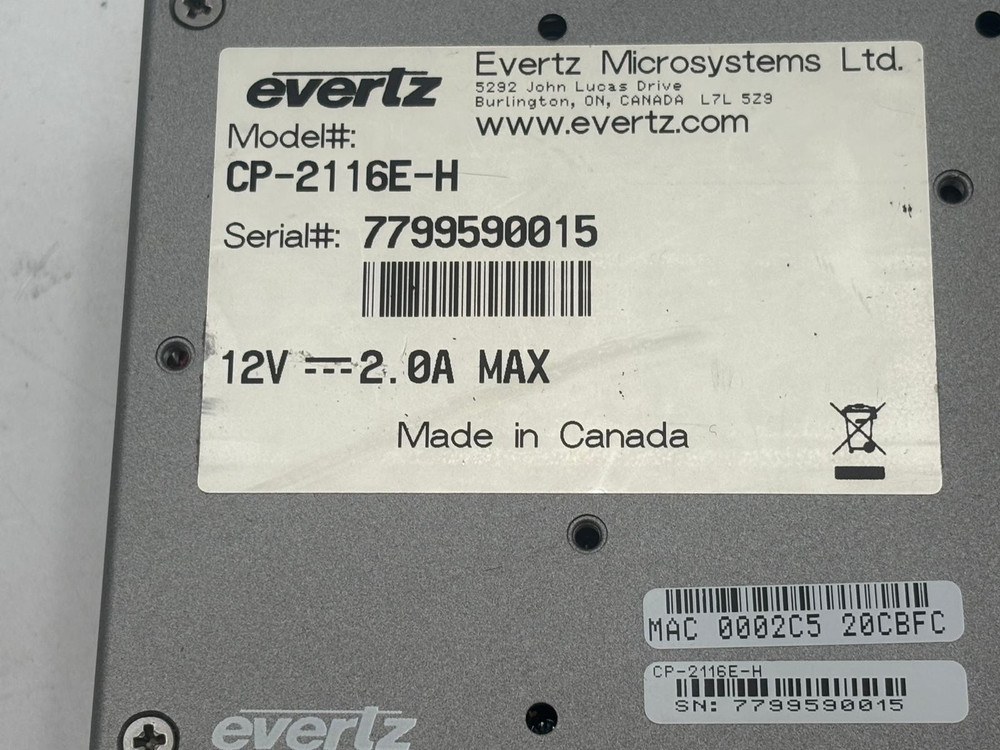 evertz
Evertz Microsystems Ltd.
5292 John Lucas Drive
Burlington, ON, CANADA L7L 5Z9
www.evertz.com
Model#:
CP-2116E-H
Serial#: 7799590015
12V 2.0A MAX
Made in Canada
MAC 0002C5 20CBFC
CP-2116E-H
SN: 7799590015
evertz